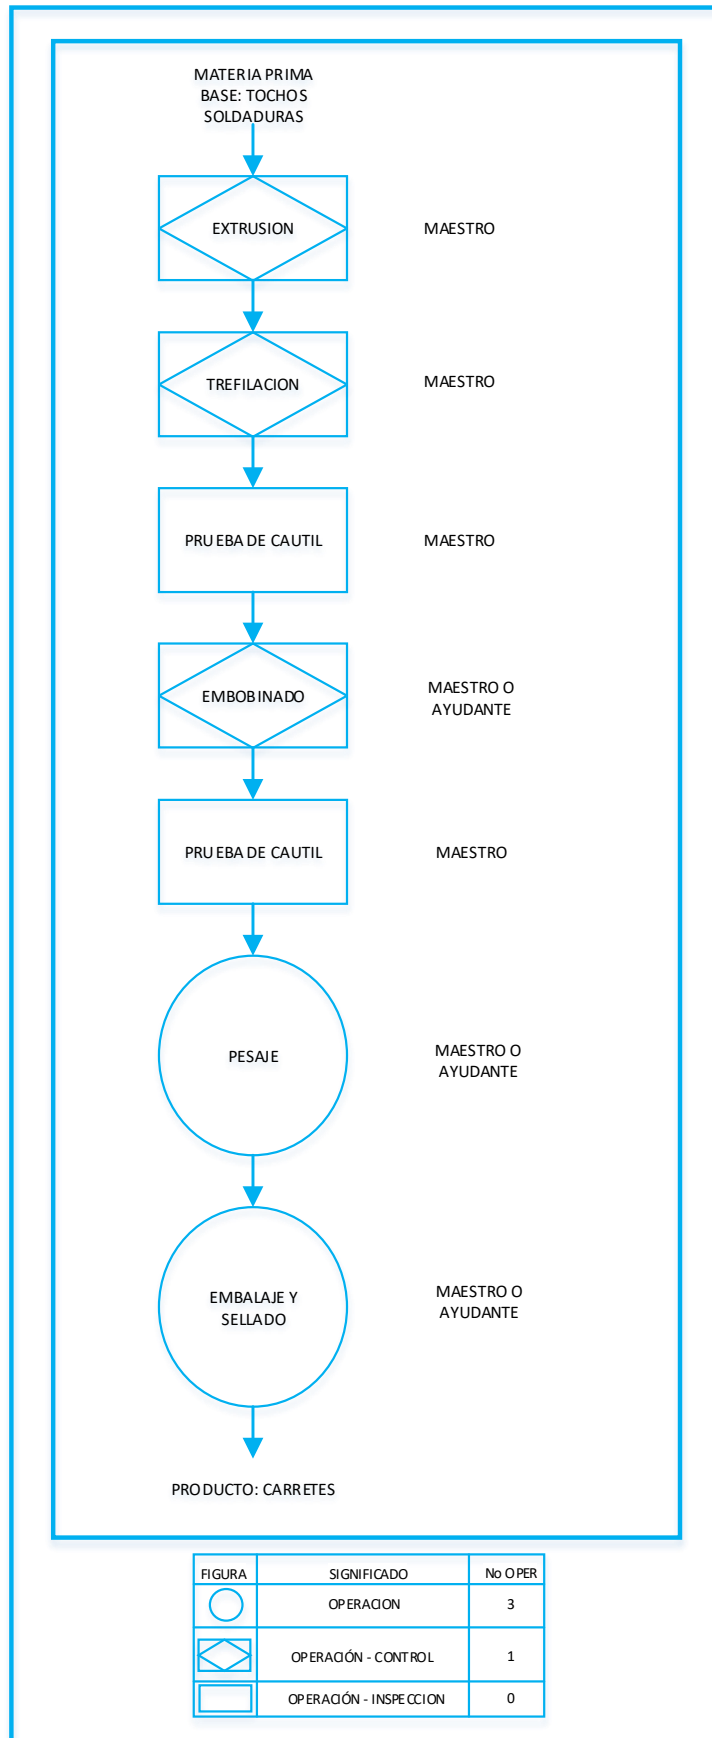 MATERIA PRIMA
BASE: TOCHOS
SOLDADURAS
EXTRUSION
MAESTRO
TREFILACION
MAESTRO
PRUEBA DE CAUTIL
MAESTRO
EMBOBINADO
MAESTRO O
AYUDANTE
PRUEBA DE CAUTIL
MAESTRO
PESAJE
MAESTRO O
AYUDANTE
EMBALAJE Y
SELLADO
MAESTRO O
AYUDANTE
PRODUCTO: CARRETES
FIGURA SIGNIFICADO No OPER
OPERACION 3
OPERACIÓN - CONTROL 1
OPERACIÓN - INSPECCION 0